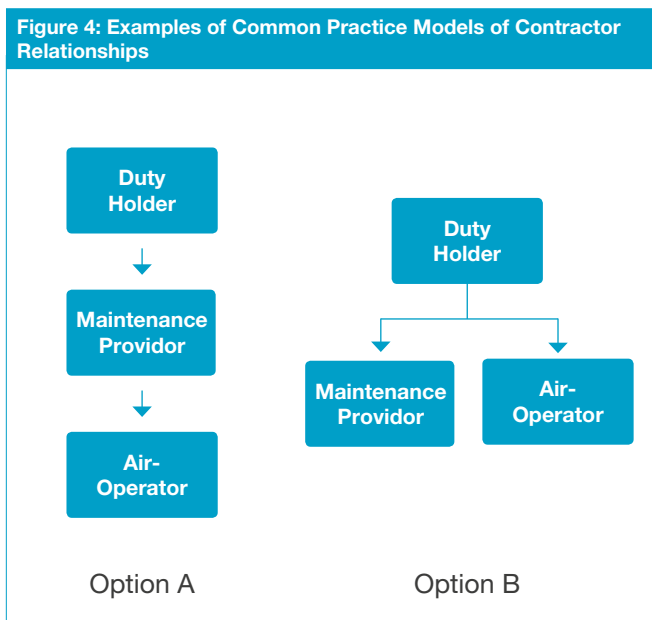 Figure 4: Examples of Common Practice Models of Contractor
Relationships
Duty
Holder
Maintenance
Providor
Air-
Operator
Option A
Duty
Holder
Maintenance
Providor
Air-
Operator
Option B